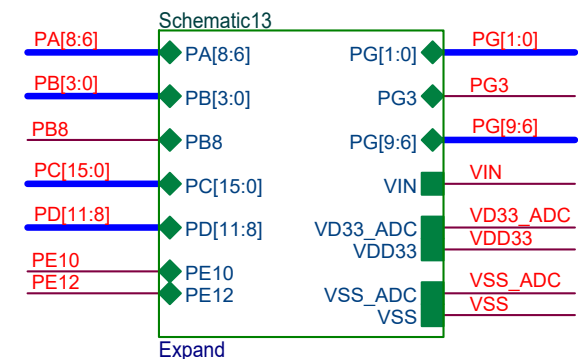 Schematic13
PA[8:6] PA[8:6] PG[1:0] PG[1:0]
PB[3:0] PB[3:0] PG3 PG3
PB8 PB8 PG[9:6] PG[9:6]
PC[15:0] PC[15:0] VIN VIN
PD[11:8] PD[11:8] VD33_ADC VD33_ADC
VDD33 VDD33
PE10 PE10
PE12 PE12 VSS_ADC VSS_ADC
VSS VSS
Expand